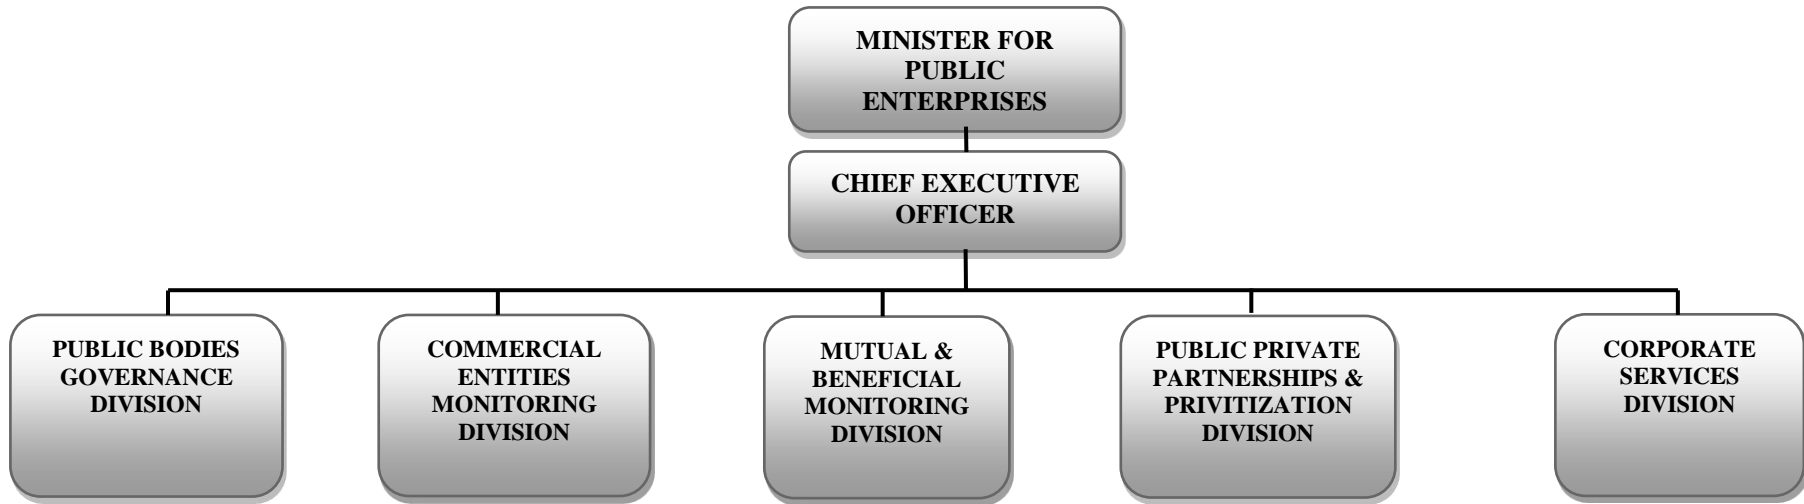 MINISTER FOR
PUBLIC
ENTERPRISES
CHIEF EXECUTIVE
OFFICER
PUBLIC BODIES
GOVERNANCE
DIVISION
COMMERCIAL
ENTITIES
MONITORING
DIVISION
MUTUAL &
BENEFICIAL
MONITORING
DIVISION
PUBLIC PRIVATE
PARTNERSHIPS &
PRIVITIZATION
DIVISION
CORPORATE
SERVICES
DIVISION